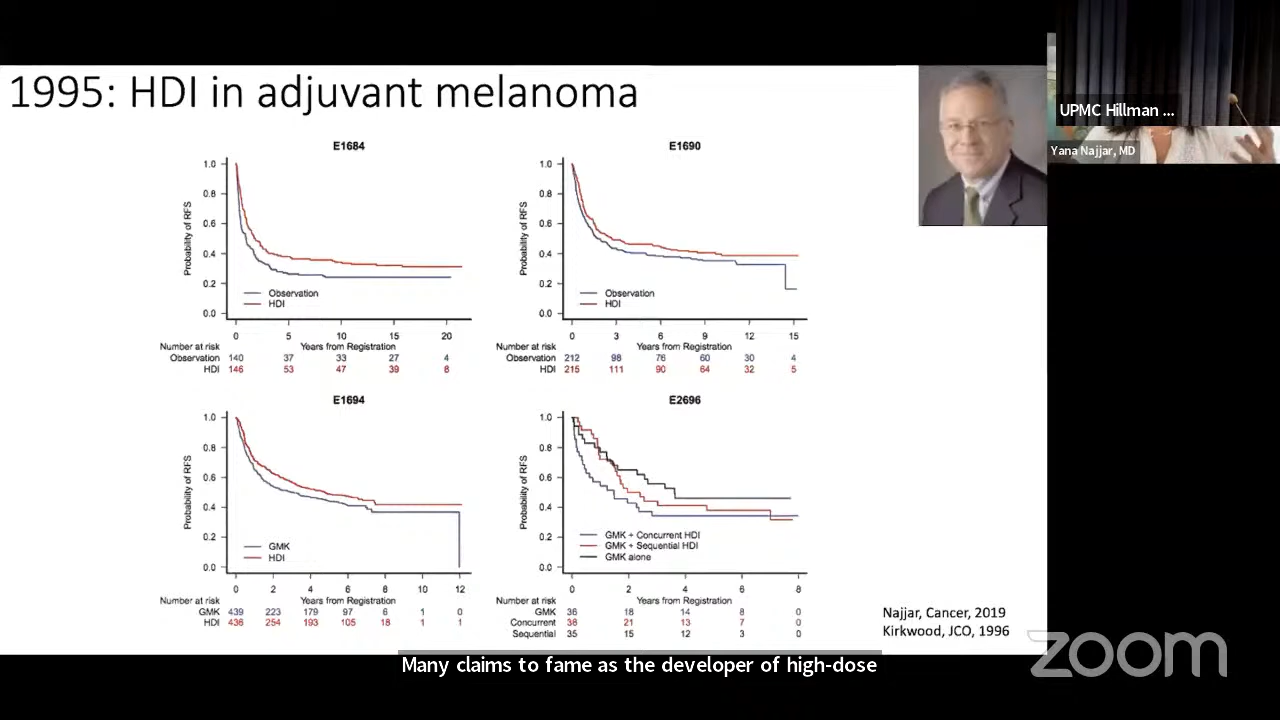 1995: HDI in adjuvant melanoma
UPMC Hillman ...
Yana Najjar, MD
E1684
Probability of RFS
1.0
0.8
0.6
0.4
0.2
0.0
Observation
HDI
0 5 10 15 20
Number at risk Years from Registration
Observation 140 37 33 27 4
HDI 146 53 47 39 8
E1690
Probability of RFS
1.0
0.8
0.6
0.4
0.2
0.0
Observation
HDI
0 3 6 9 12 15
Number at risk Years from Registration
Observation 212 98 76 60 30 4
HDI 215 111 90 64 32 5
E1694
Probability of RFS
1.0
0.8
0.6
0.4
0.2
0.0
GMK
HDI
0 2 4 6 8 10 12
Number at risk Years from Registration
GMK 439 223 179 97 6 1 0
HDI 436 254 193 105 18 1 1
E2696
Probability of RFS
1.0
0.8
0.6
0.4
0.2
0.0
GMK + Concurrent HDI
GMK + Sequential HDI
GMK alone
0 2 4 6 8
Number at risk Years from Registration
GMK 36 18 14 8 0
Concurrent 38 21 13 7 0
Sequential 35 15 12 3 0
Najjar, Cancer, 2019
Kirkwood, JCO, 1996
zoom
Many claims to fame as the developer of high-dose